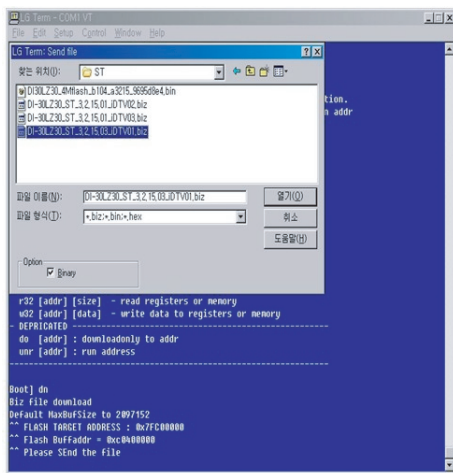 LG Term - COM1 VT
File Edit Setup Control Window Help
LG Term: Send file
찾는 위치(I): ST
DI30LZ30_4Mflash_b104_a3215_9695d8e4.bin
DI-30LZ30_ST_3,2,15,01_iDTV02.biz
DI-30LZ30_ST_3,2,15,01_iDTV03.biz
DI-30LZ30_ST_3,2,15,03_iDTV01.biz
파일 이름(N): DI-30LZ30_ST_3,2,15,03_iDTV01.biz 열기(O)
파일 형식(T): *.biz;*.bin;*.hex 취소
도움말(H)
Option
Binary
tion.
n addr
r32 [addr] [size] - read registers or memory
w32 [addr] [data] - write data to registers or memory
- DEPRICATED ------------------------------------------------
do [addr] : downloadonly to addr
unr [addr] : run address
-------------------------------------------------------------
Boot] dn
Biz file download
Default MaxBufSize to 2097152
^^ FLASH TARGET ADDRESS : 0x7FC00000
^^ Flash Buffaddr = 0xc0400000
^^ Please SEnd the file